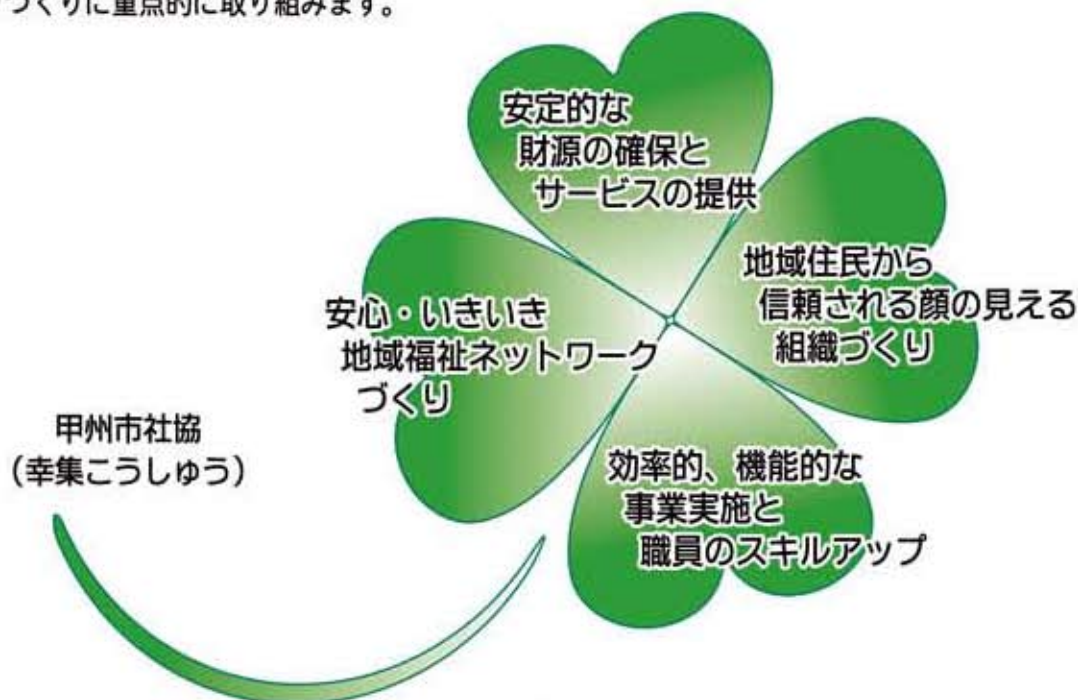 づくりに重点的に取り組みます。
安定的な
財源の確保と
サービスの提供
地域住民から
信頼される顔の見える
組織づくり
安心・いきいき
地域福祉ネットワーク
づくり
効率的、機能的な
事業実施と
職員のスキルアップ
甲州市社協
（幸集こうしゅう）